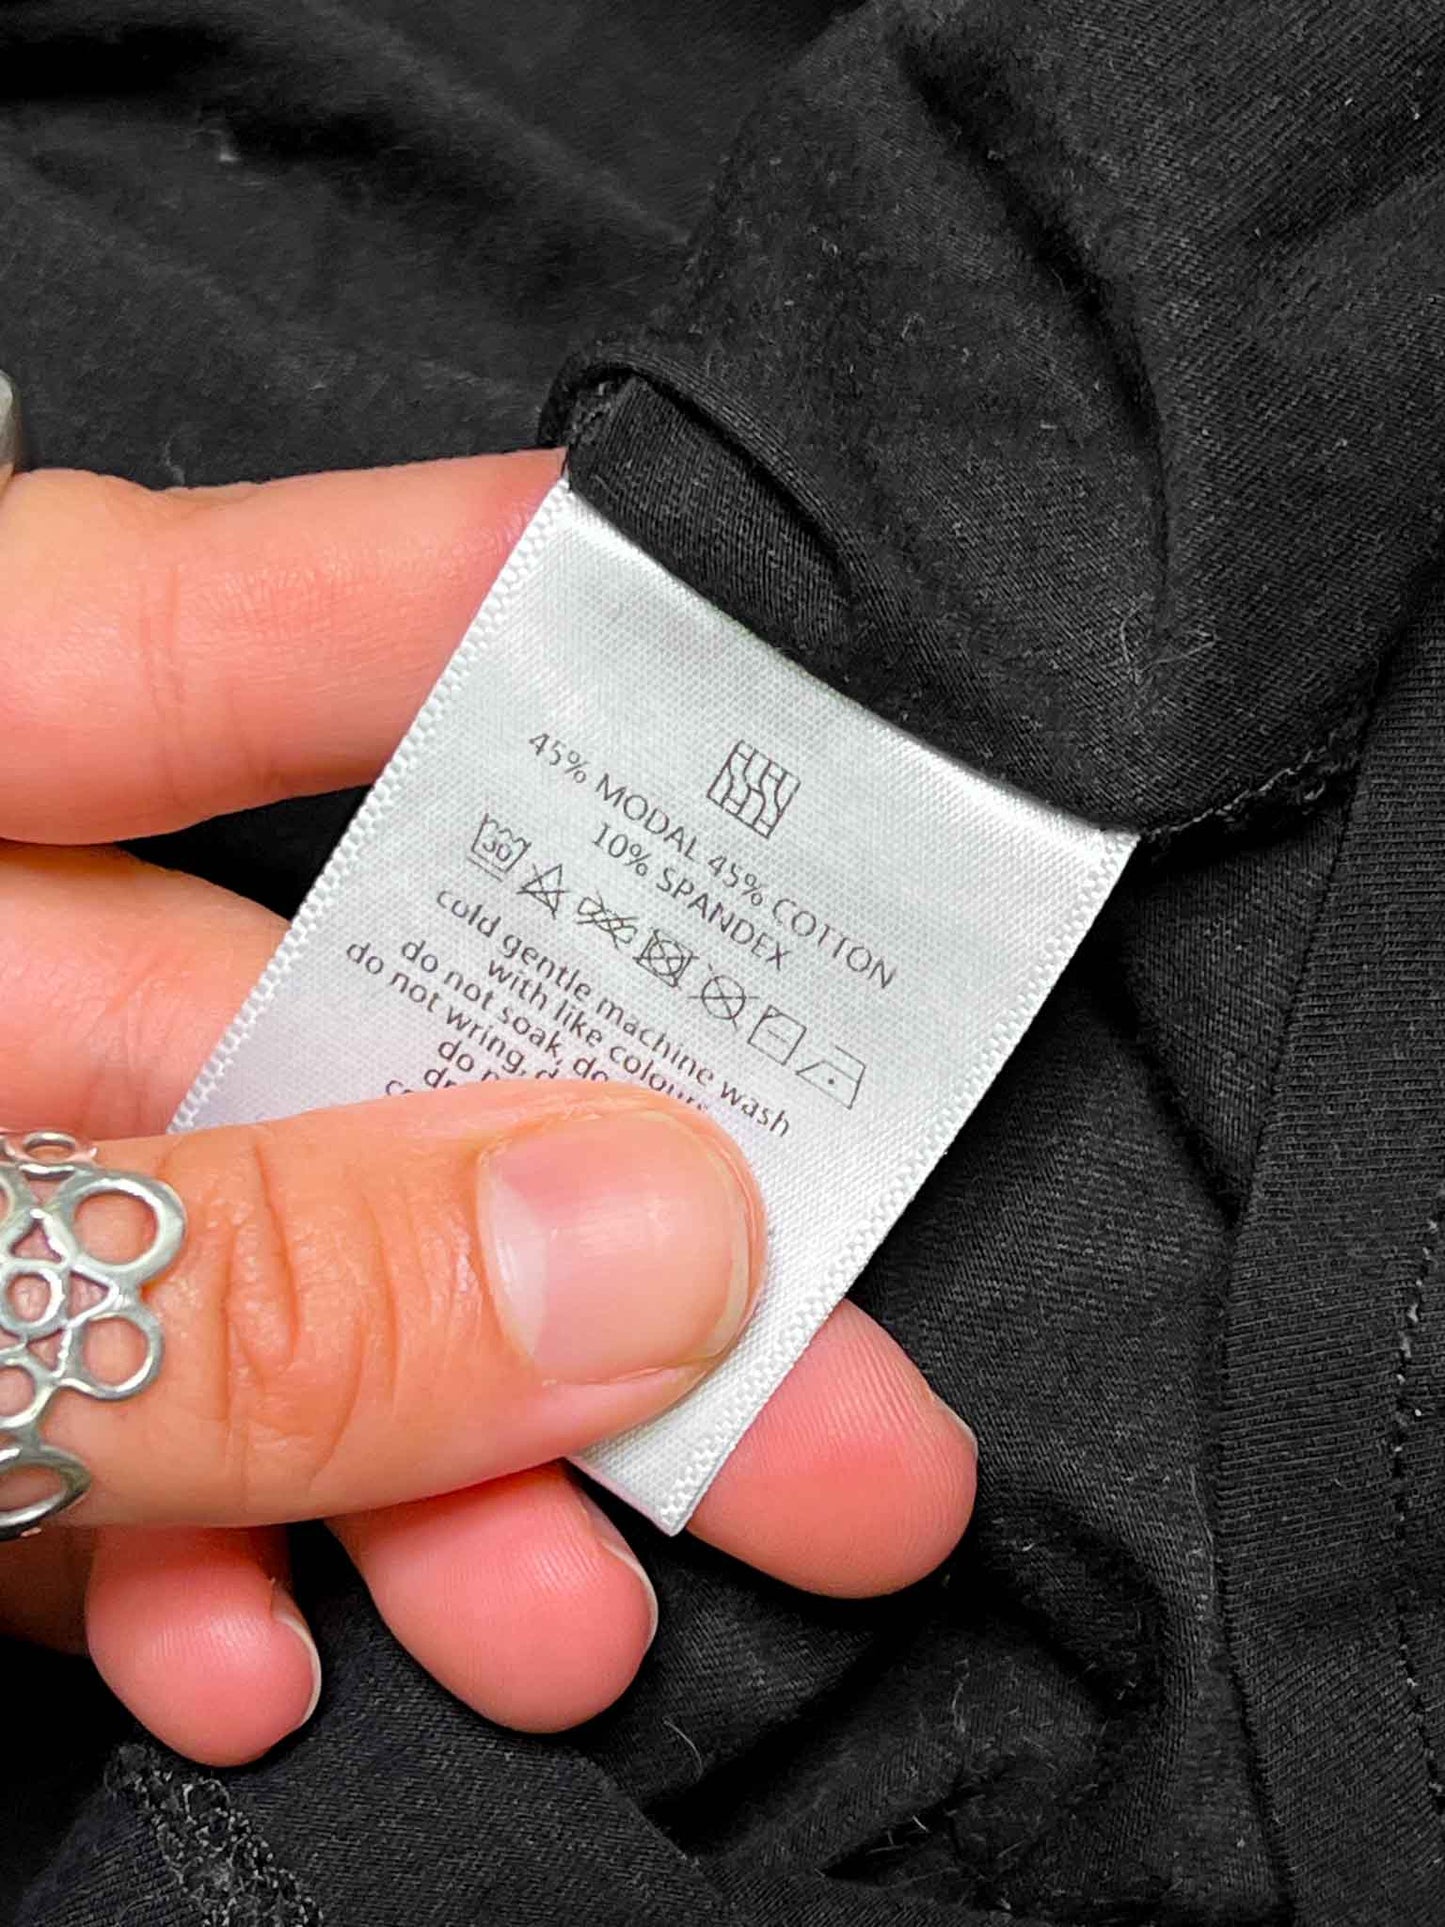 45% MODAL 45% COTTON
10% SPANDEX
30
cold gentle machine wash
with like colours
do not soak, do
do not wring, d
do